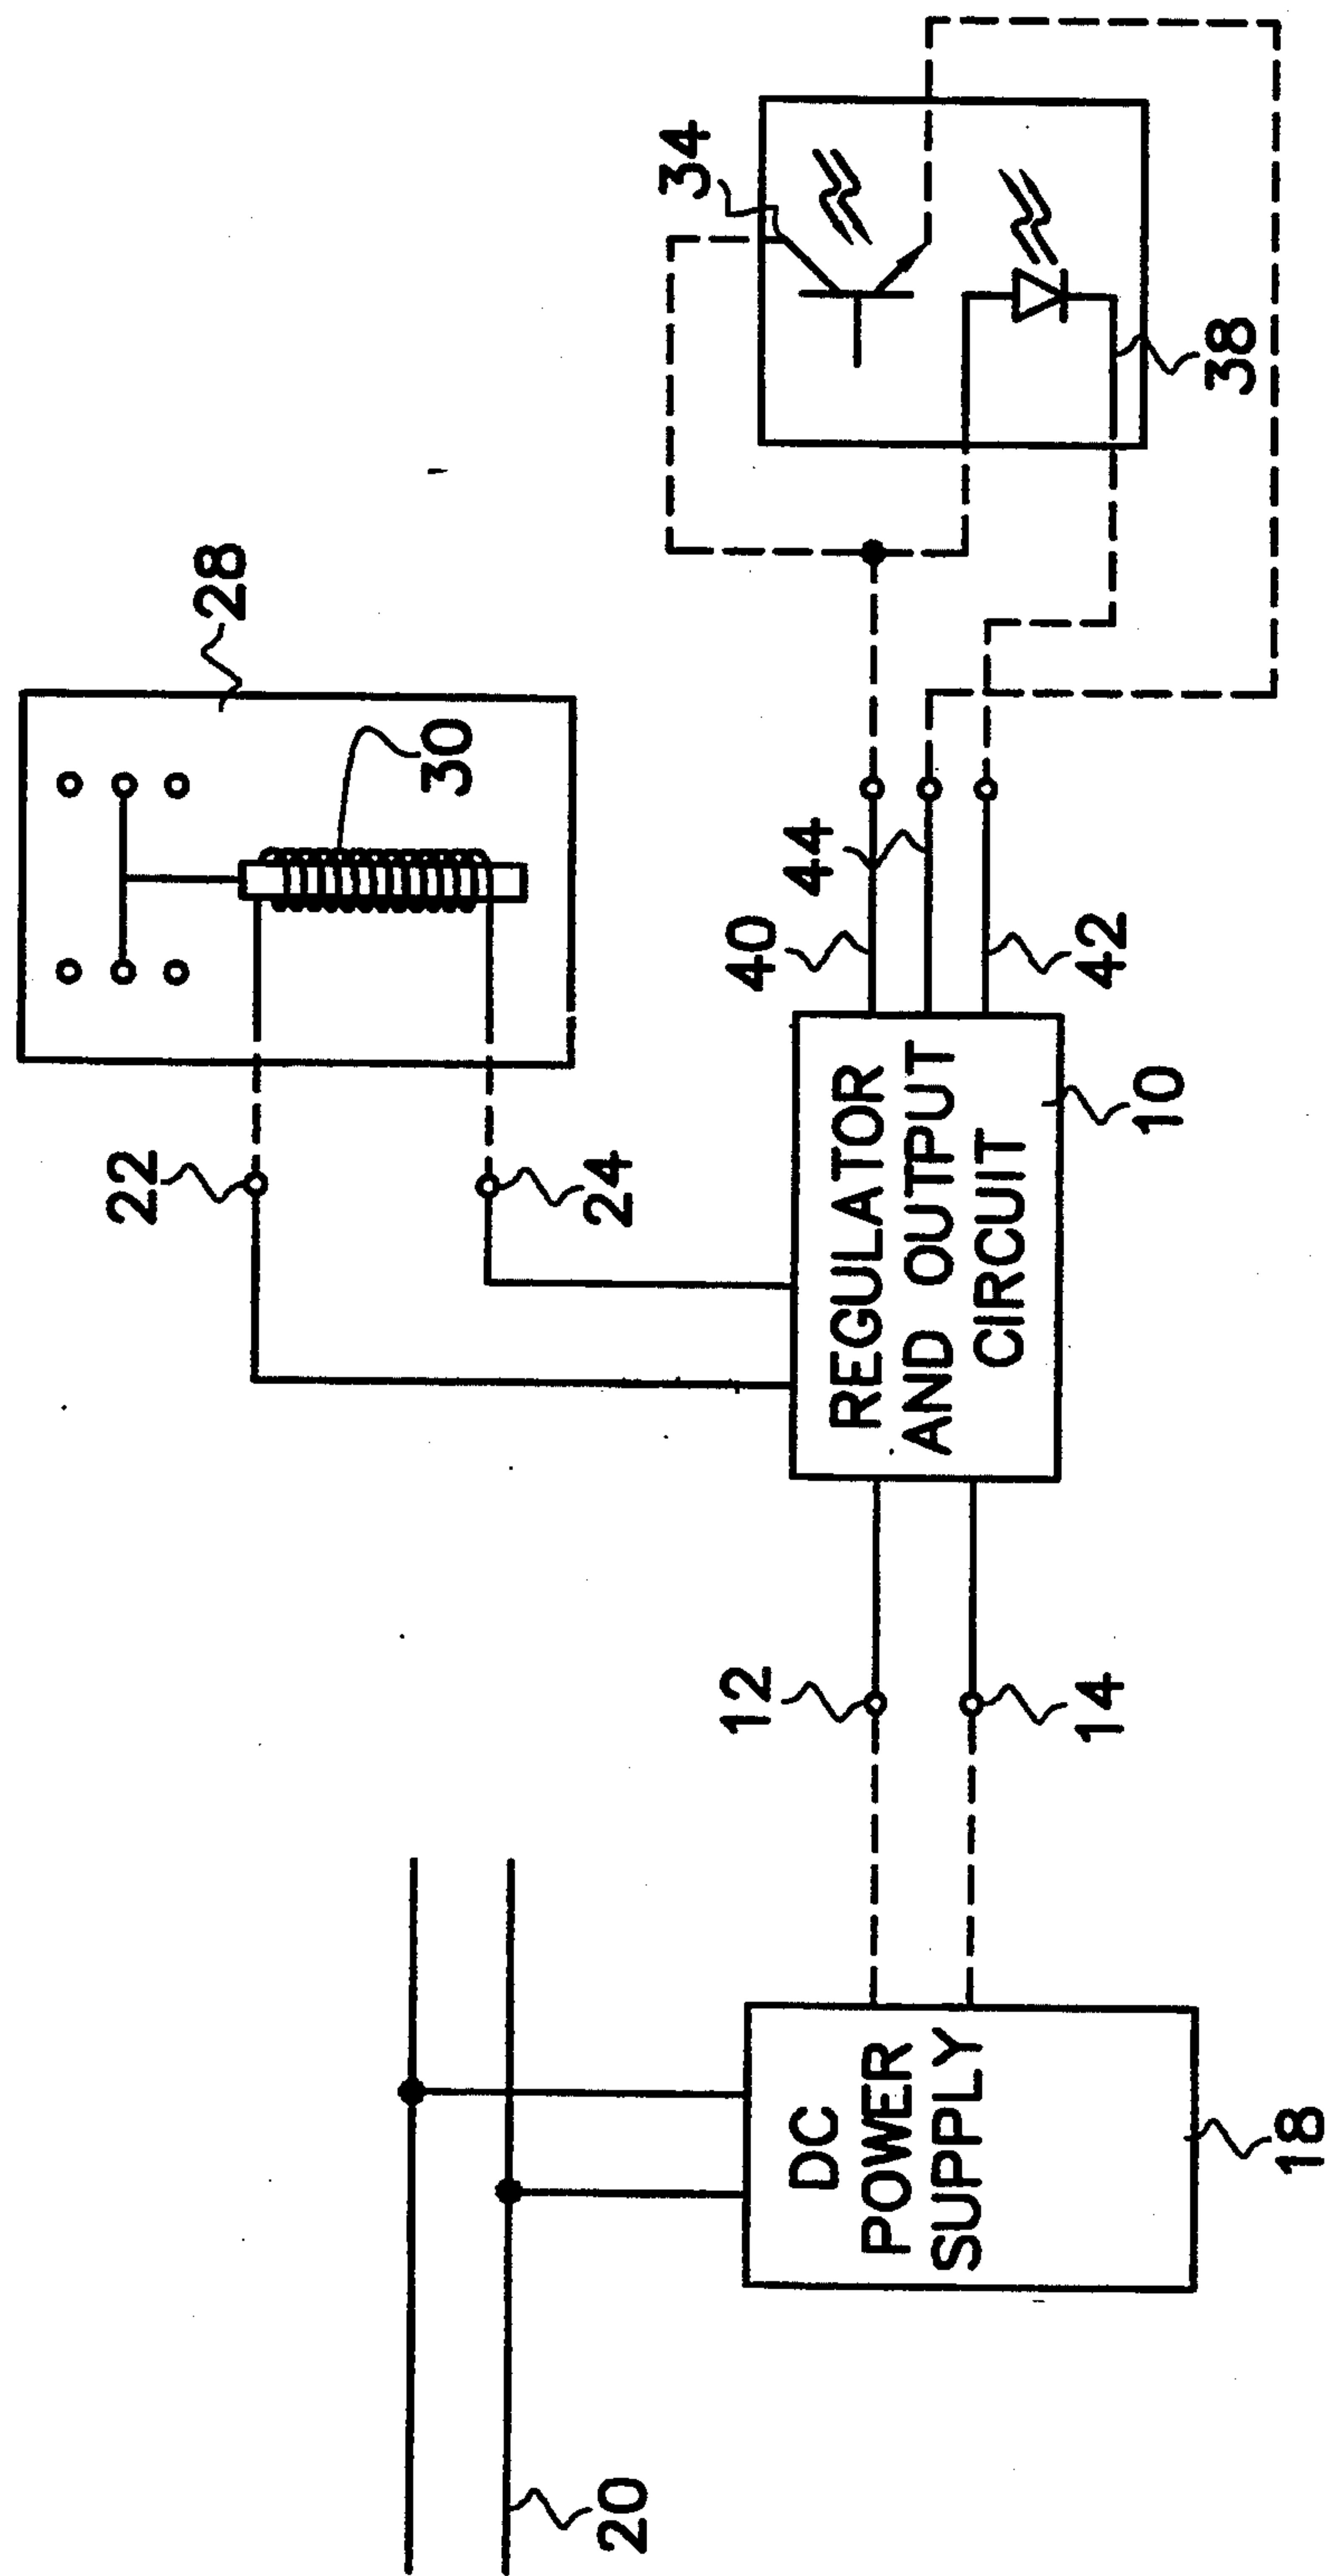 28
30
22
24
34
38
40
44
42
REGULATOR
AND OUTPUT
CIRCUIT
10
12
14
20
DC
POWER
SUPPLY
18